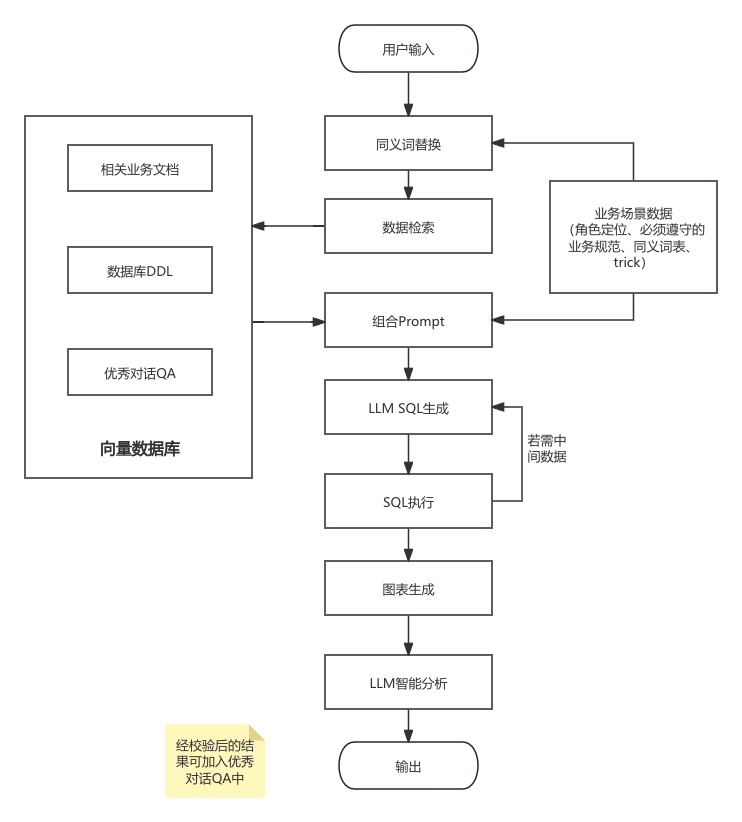 用户输入
同义词替换
相关业务文档
数据检索
业务场景数据
（角色定位、必须遵守的
业务规范、同义词表、
trick）
数据库DDL
组合Prompt
优秀对话QA
LLM SQL生成
向量数据库
若需中
间数据
SQL执行
图表生成
LLM智能分析
经校验后的结
果可加入优秀
对话QA中
输出